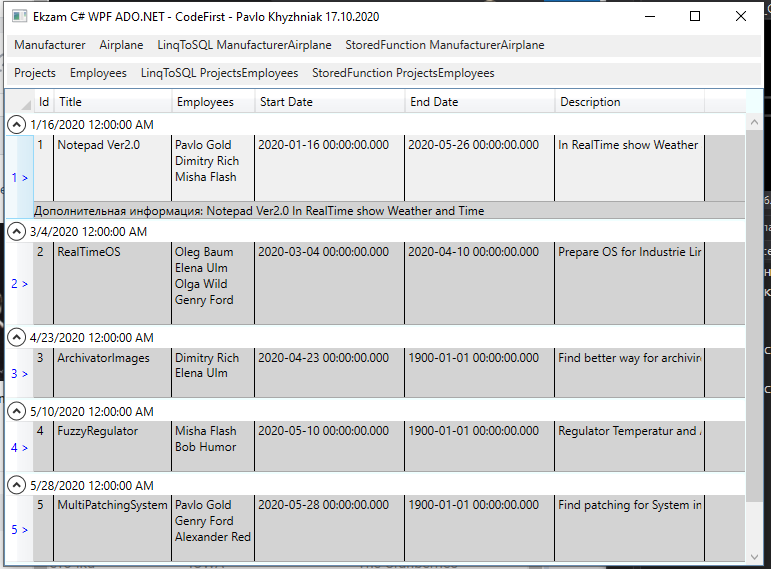 Ekzam C# WPF ADO.NET - CodeFirst - Pavlo Khyzhniak 17.10.2020
Manufacturer Airplane LinqToSQL ManufacturerAirplane StoredFunction ManufacturerAirplane
Projects Employees LinqToSQL ProjectsEmployees StoredFunction ProjectsEmployees
Id Title Employees Start Date End Date Description
1/16/2020 12:00:00 AM
1 Notepad Ver2.0 Pavlo Gold 2020-01-16 00:00:00.000 2020-05-26 00:00:00.000 In RealTime show Weather
Dimitry Rich
1 > Misha Flash
Дополнительная информация: Notepad Ver2.0 In RealTime show Weather and Time
3/4/2020 12:00:00 AM
2 RealTimeOS Oleg Baum 2020-03-04 00:00:00.000 2020-04-10 00:00:00.000 Prepare OS for Industrie
Elena Ulm
2 > Olga Wild
Genry Ford
4/23/2020 12:00:00 AM
3 ArchivatorImages Dimitry Rich 2020-04-23 00:00:00.000 1900-01-01 00:00:00.000 Find better way for
3 > Elena Ulm
5/10/2020 12:00:00 AM
4 FuzzyRegulator Misha Flash 2020-05-10 00:00:00.000 1900-01-01 00:00:00.000 Regulator Temperatur and
4 > Bob Humor
5/28/2020 12:00:00 AM
5 MultiPatchingSystem Pavlo Gold 2020-05-28 00:00:00.000 1900-01-01 00:00:00.000 Find patching for System in
Genry Ford
5 > Alexander Red